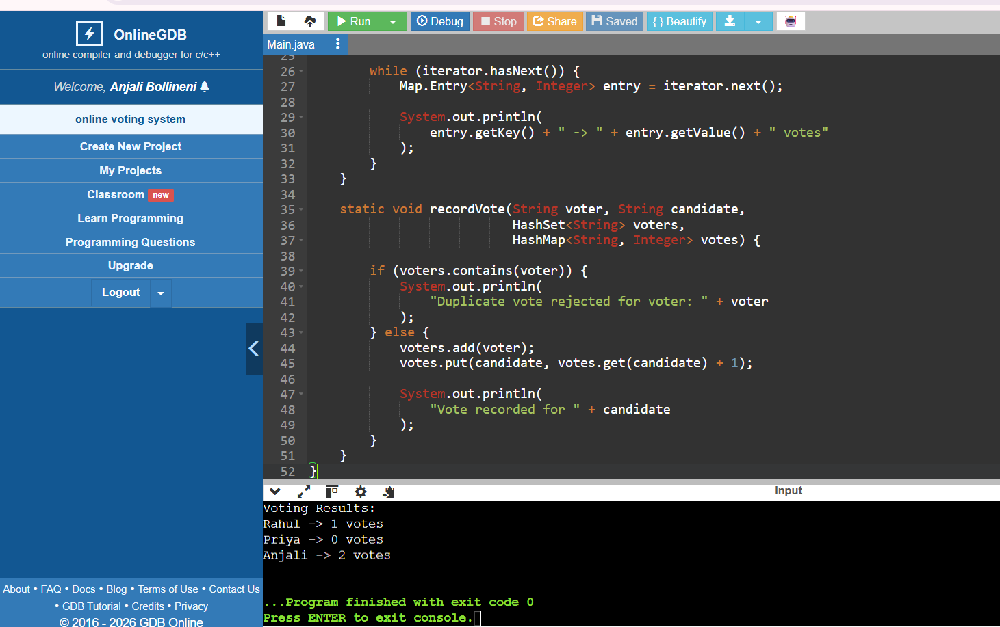 OnlineGDB
online compiler and debugger for c/c++
Welcome, Anjali Bollineni
online voting system
Create New Project
My Projects
Classroom new
Learn Programming
Programming Questions
Upgrade
Logout
About • FAQ • Docs • Blog • Terms of Use • Contact Us
• GDB Tutorial • Credits • Privacy
© 2016 - 2026 GDB Online
Run Debug Stop Share Saved { } Beautify
Main.java
25
26 while (iterator.hasNext()) {
27 Map.Entry<String, Integer> entry = iterator.next();
28
29 System.out.println(
30 entry.getKey() + " -> " + entry.getValue() + " votes"
31 );
32 }
33 }
34
35 static void recordVote(String voter, String candidate,
36 HashSet<String> voters,
37 HashMap<String, Integer> votes) {
38
39 if (voters.contains(voter)) {
40 System.out.println(
41 "Duplicate vote rejected for voter: " + voter
42 );
43 } else {
44 voters.add(voter);
45 votes.put(candidate, votes.get(candidate) + 1);
46
47 System.out.println(
48 "Vote recorded for " + candidate
49 );
50 }
51 }
52 }
input
Voting Results:
Rahul -> 1 votes
Priya -> 0 votes
Anjali -> 2 votes
...Program finished with exit code 0
Press ENTER to exit console.